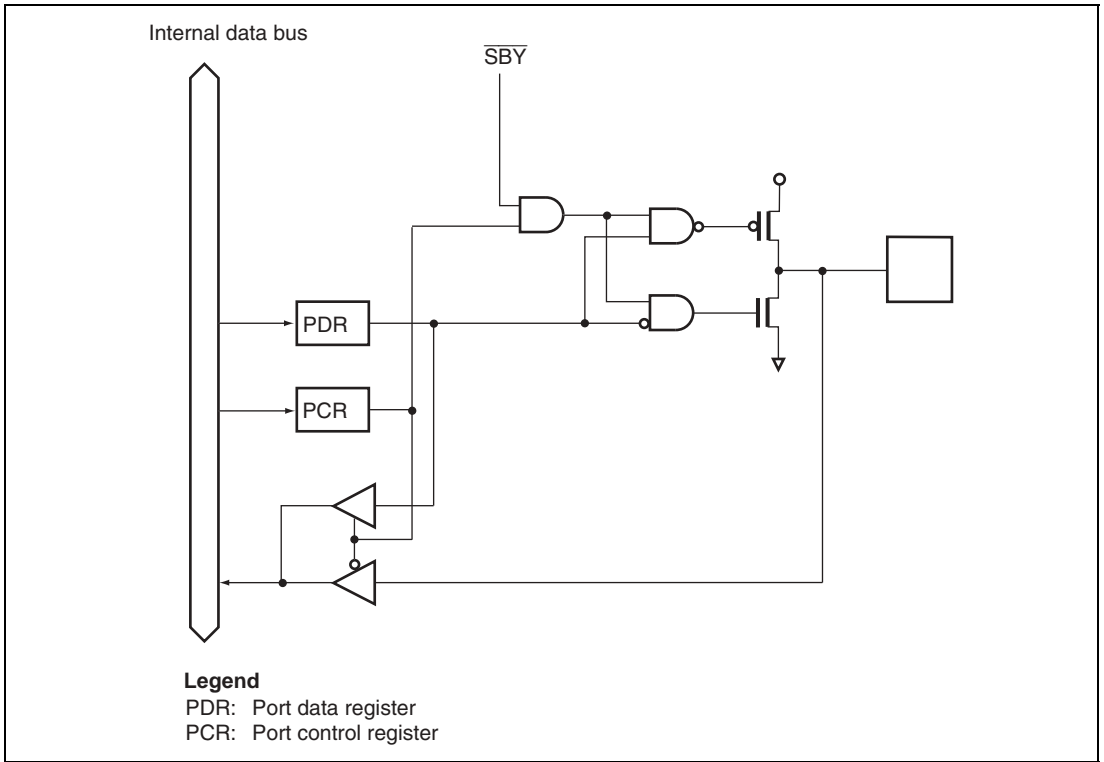 Internal data bus
SBY
PDR
PCR
Legend
PDR: Port data register
PCR: Port control register